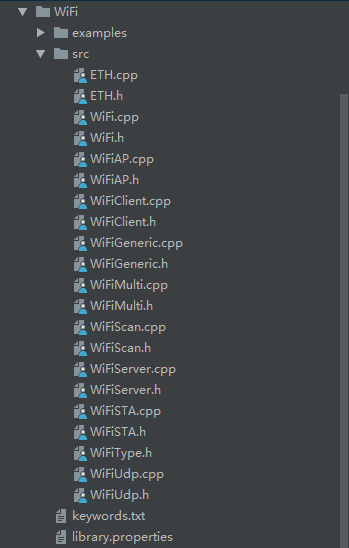 WiFi
examples
src
ETH.cpp
ETH.h
WiFi.cpp
WiFi.h
WiFiAP.cpp
WiFiAP.h
WiFiClient.cpp
WiFiClient.h
WiFiGeneric.cpp
WiFiGeneric.h
WiFiMulti.cpp
WiFiMulti.h
WiFiScan.cpp
WiFiScan.h
WiFiServer.cpp
WiFiServer.h
WiFiSTA.cpp
WiFiSTA.h
WiFiType.h
WiFiUdp.cpp
WiFiUdp.h
keywords.txt
library.properties